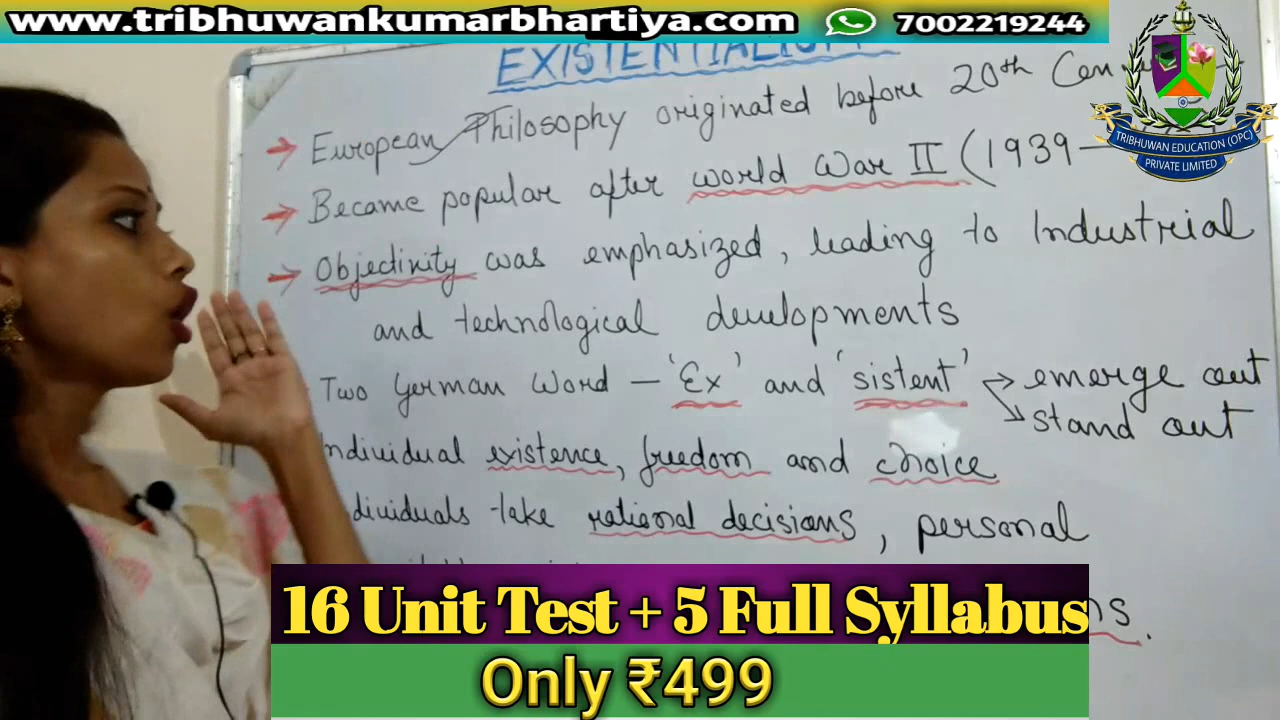 www.tribhuwankumarbhartiya.com 7002219244
EXISTENTIALISM
European Philosophy originated before 20th Cen
Became popular after world War II (1939-
Objectivity was emphasized, leading to Industrial
and technological developments
Two German Word - 'Ex' and 'sistent' emerge out
stand out
ndividual existence, freedom and choice
dividuals take rational decisions, personal
TRIBHUWAN EDUCATION (OPC)
PRIVATE LIMITED
16 Unit Test + 5 Full Syllabus
Only ₹499